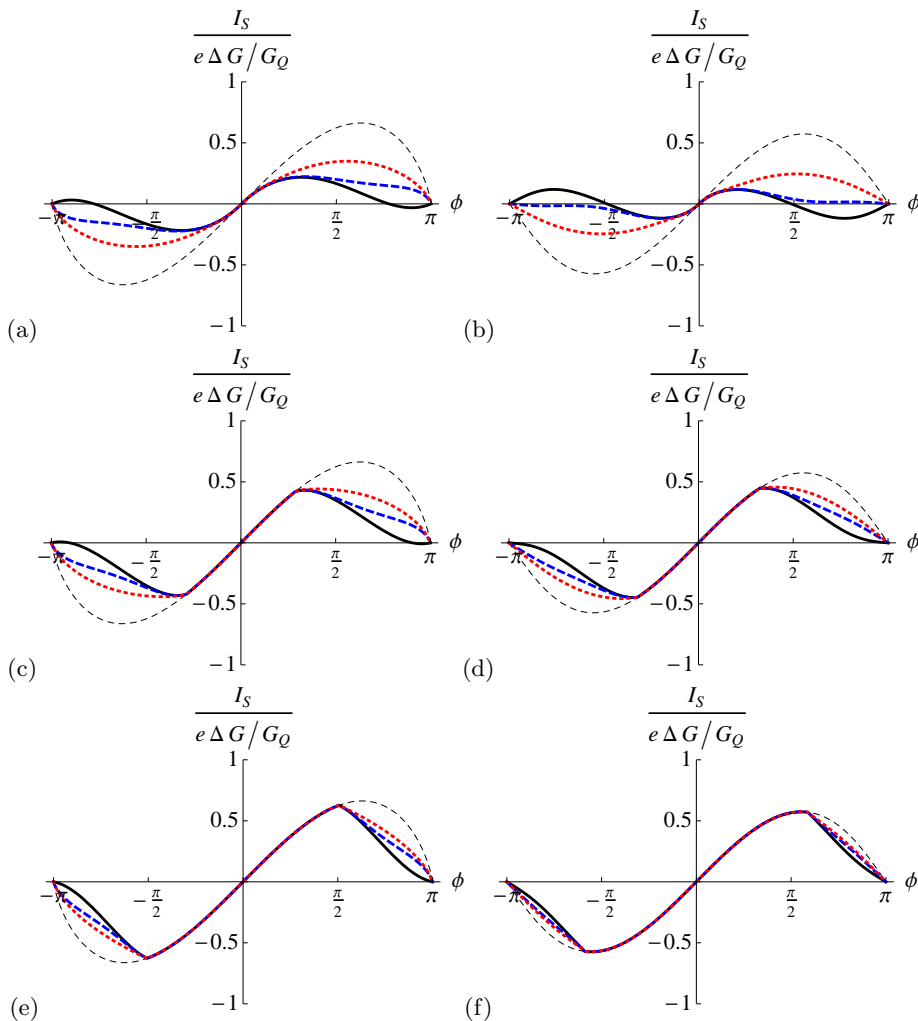 I_S I_S
e Δ G / G_Q e Δ G / G_Q
1 1
0.5 0.5
−π π/2 π/2 π ϕ −π −π/2 π/2 π ϕ
−0.5 −0.5
(a) −1 (b) −1
I_S I_S
e Δ G / G_Q e Δ G / G_Q
1 1
0.5 0.5
−π −π/2 π/2 π ϕ −π −π/2 π/2 π ϕ
−0.5 −0.5
(c) −1 (d) −1
I_S I_S
e Δ G / G_Q e Δ G / G_Q
1 1
0.5 0.5
−π −π/2 π/2 π ϕ −π −π/2 π/2 π ϕ
−0.5 −0.5
(e) −1 (f) −1